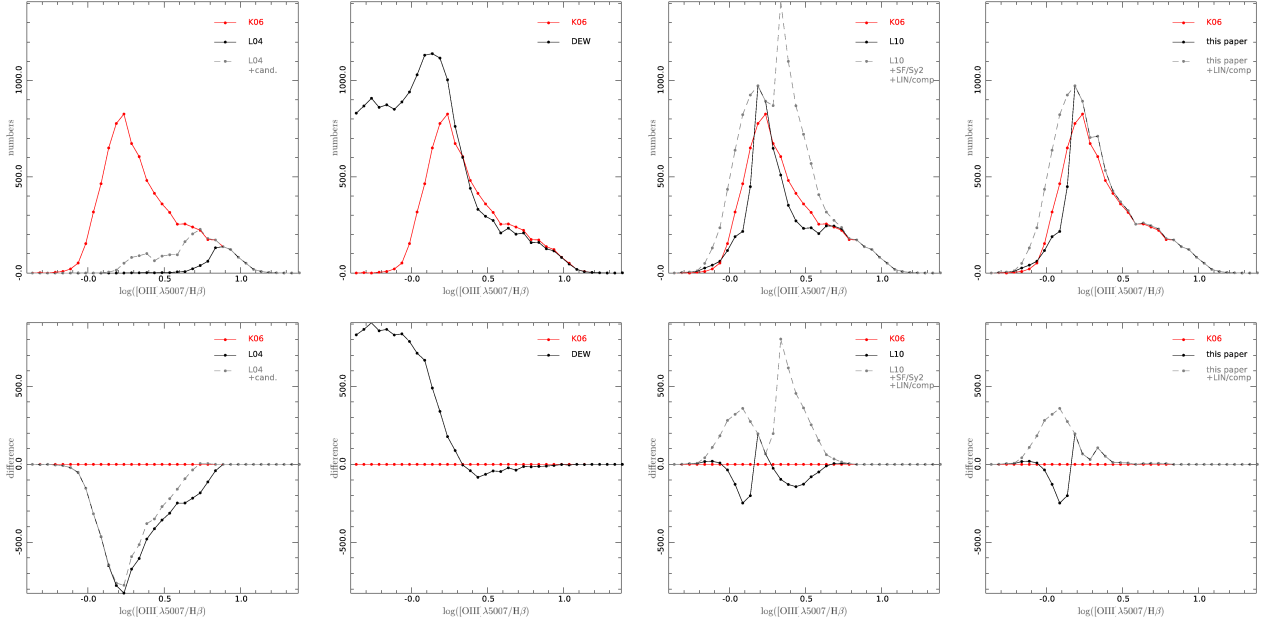 K06
L04
L04
+cand.
1000.0
500.0
-0.0
numbers
-0.0 0.5 1.0
log([OIII λ5007/Hβ)
K06
DEW
1000.0
500.0
-0.0
numbers
-0.0 0.5 1.0
log([OIII λ5007/Hβ)
K06
L10
L10
+SF/Sy2
+LIN/comp
1000.0
500.0
-0.0
numbers
-0.0 0.5 1.0
log([OIII λ5007/Hβ)
K06
this paper
this paper
+LIN/comp
1000.0
500.0
-0.0
numbers
-0.0 0.5 1.0
log([OIII λ5007/Hβ)
K06
L04
L04
+cand.
500.0
0.0
-500.0
difference
-0.0 0.5 1.0
log([OIII λ5007/Hβ)
K06
DEW
500.0
0.0
-500.0
difference
-0.0 0.5 1.0
log([OIII λ5007/Hβ)
K06
L10
L10
+SF/Sy2
+LIN/comp
500.0
0.0
-500.0
difference
-0.0 0.5 1.0
log([OIII λ5007/Hβ)
K06
this paper
this paper
+LIN/comp
500.0
0.0
-500.0
difference
-0.0 0.5 1.0
log([OIII λ5007/Hβ)